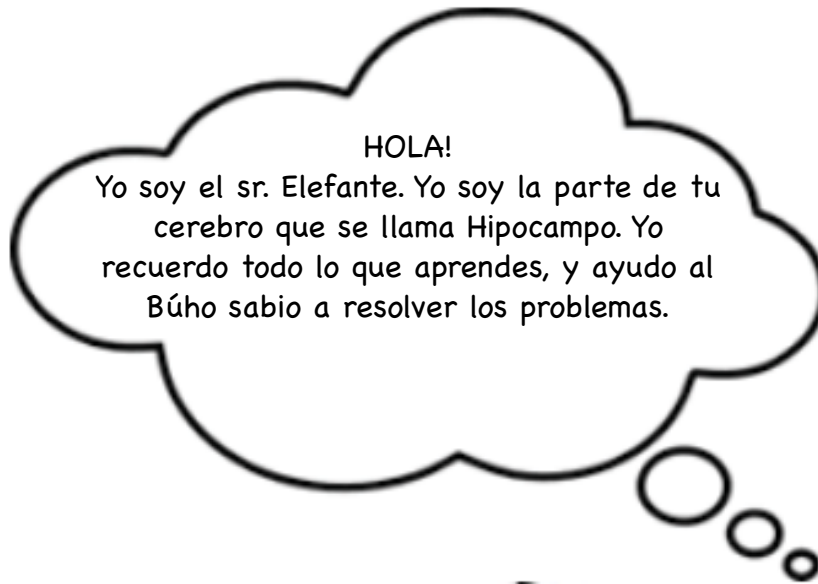 HOLA!
Yo soy el sr. Elefante. Yo soy la parte de tu
cerebro que se llama Hipocampo. Yo
recuerdo todo lo que aprendes, y ayudo al
Búho sabio a resolver los problemas.